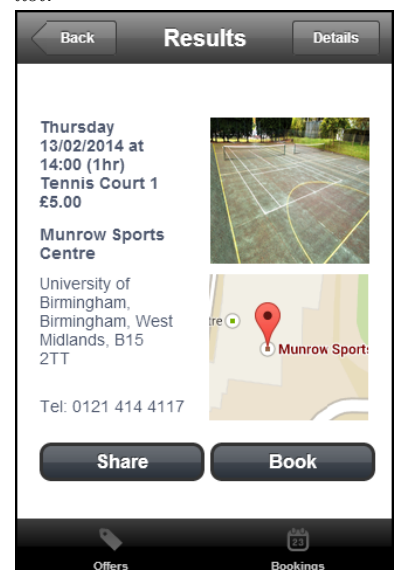 Back
Results
Details
Thursday
13/02/2014 at
14:00 (1hr)
Tennis Court 1
£5.00
Munrow Sports
Centre
University of
Birmingham,
Birmingham, West
Midlands, B15
2TT
Tel: 0121 414 4117
tre
Munrow Sports
Share
Book
23
Offers
Bookings